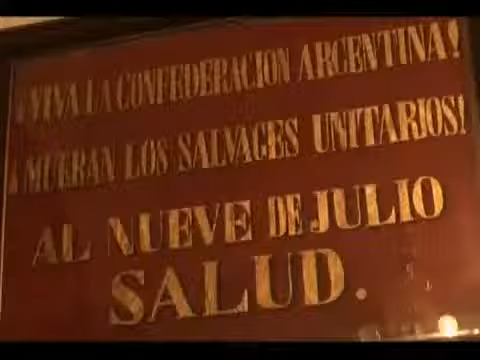 ¡VIVA LA CONFEDERACION ARGENTINA!
¡MUERAN LOS SALVAGES UNITARIOS!
AL NUEVE DE JULIO
SALUD.